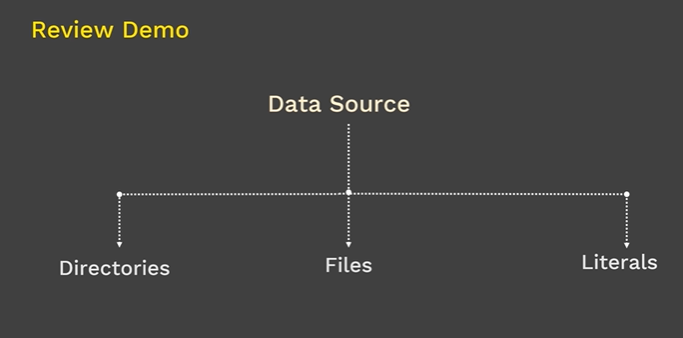 Review Demo
Data Source
Directories
Files
Literals